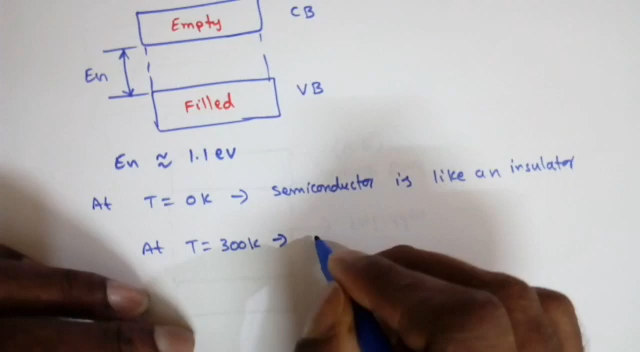 Empty CB
En
Filled VB
En ≈ 1.1 eV
At T = 0K → semiconductor is like an insulator
At T = 300K →